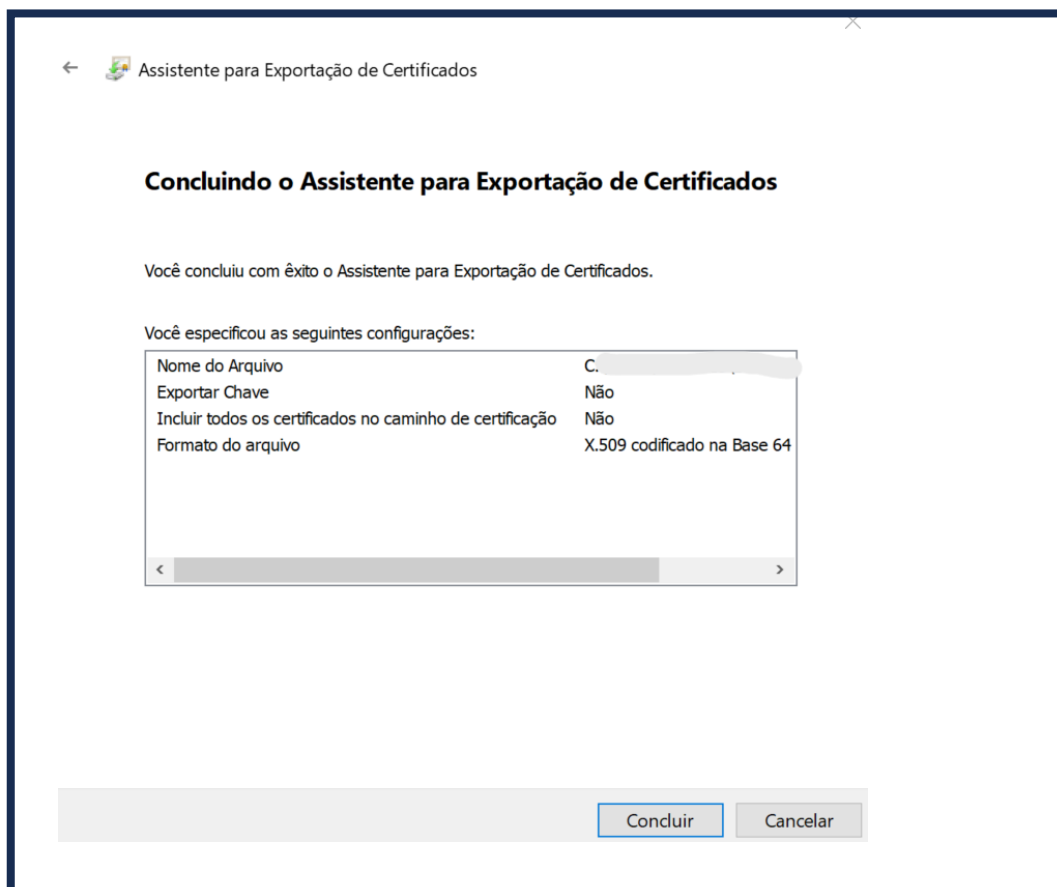 Assistente para Exportação de Certificados
Concluindo o Assistente para Exportação de Certificados
Você concluiu com êxito o Assistente para Exportação de Certificados.
Você especificou as seguintes configurações:
Nome do Arquivo C
Exportar Chave Não
Incluir todos os certificados no caminho de certificação Não
Formato do arquivo X.509 codificado na Base 64
Concluir Cancelar